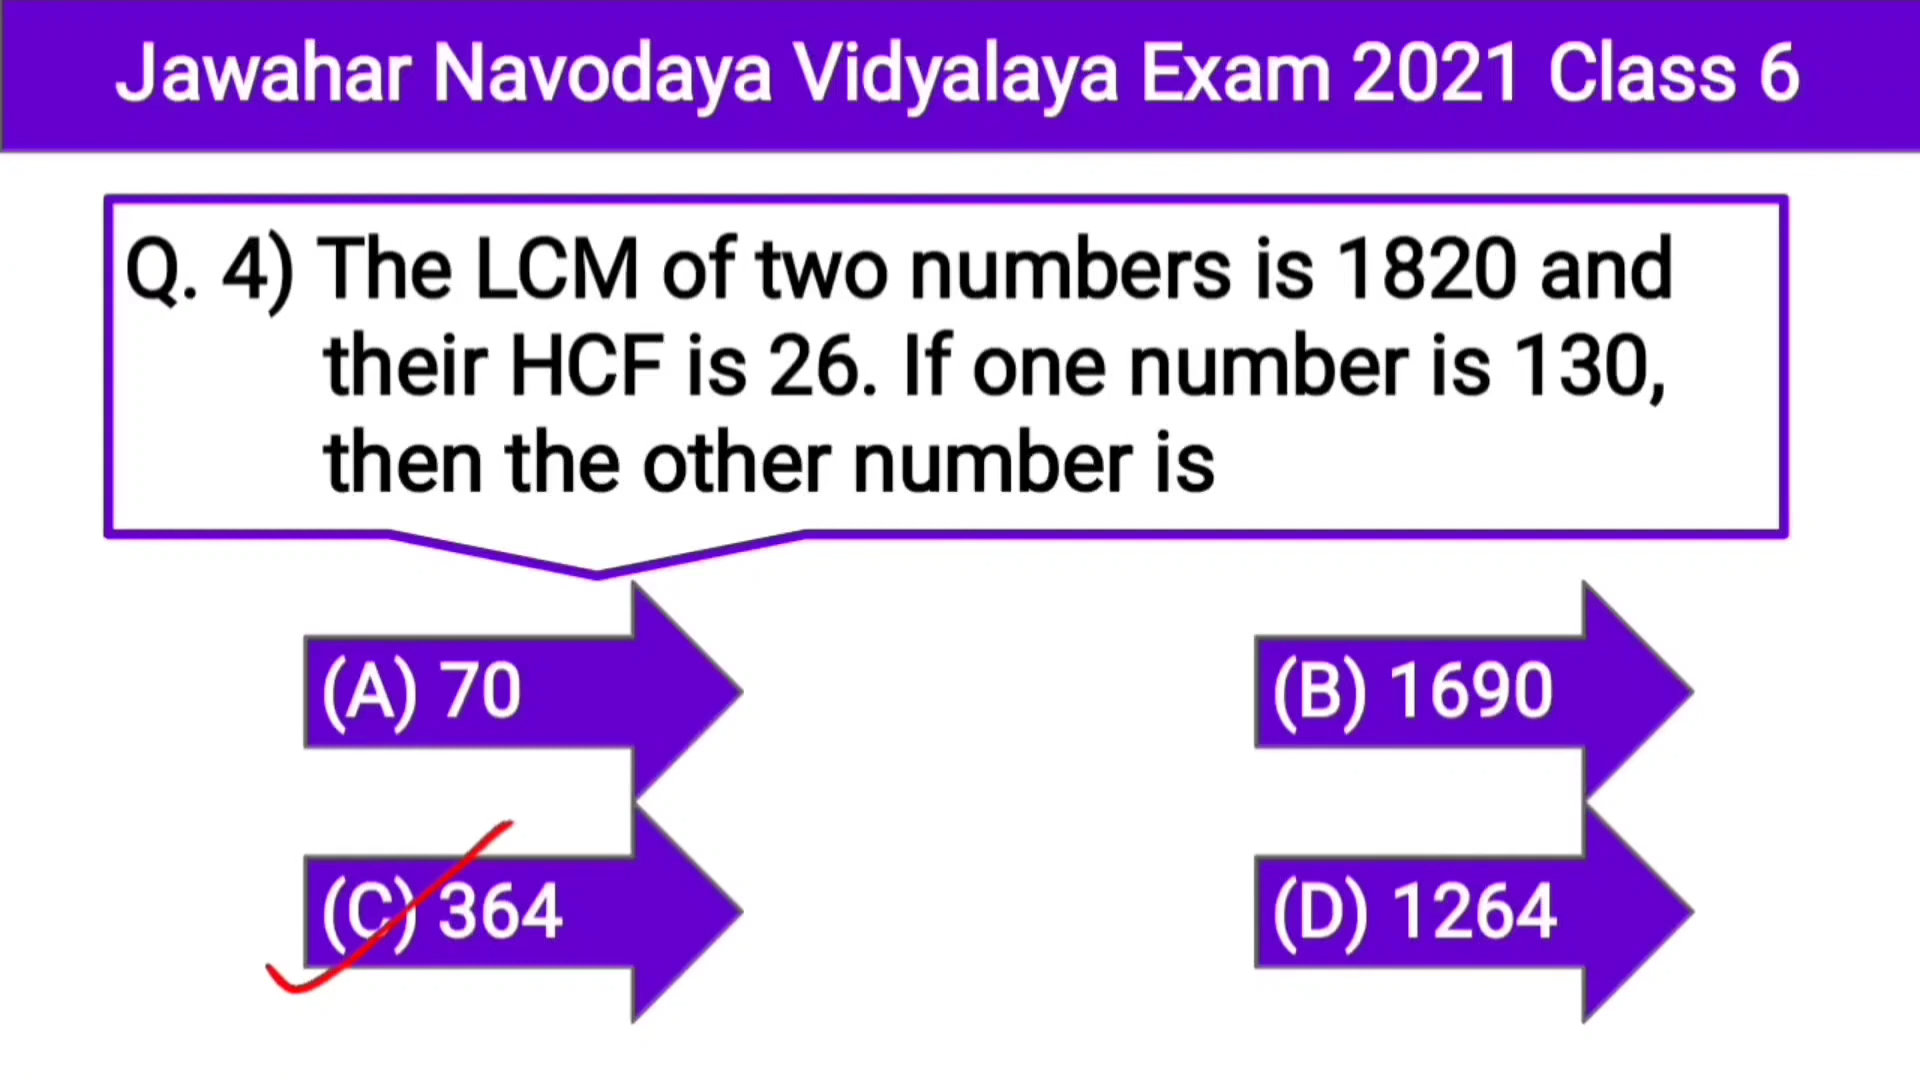 Jawahar Navodaya Vidyalaya Exam 2021 Class 6
Q. 4) The LCM of two numbers is 1820 and
their HCF is 26. If one number is 130,
then the other number is
(A) 70
(B) 1690
(C) 364
(D) 1264